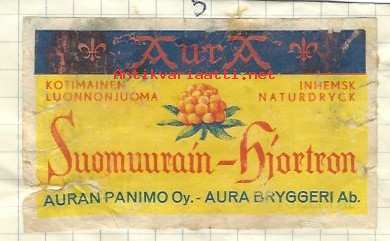 5
AurA
Antikvariaatti.net
KOTIMAINEN LUONNONJUOMA
INHEMSK NATURDRYCK
Suomuurain-Hjortron
AURAN PANIMO Oy.-AURA BRYGGERI Ab.